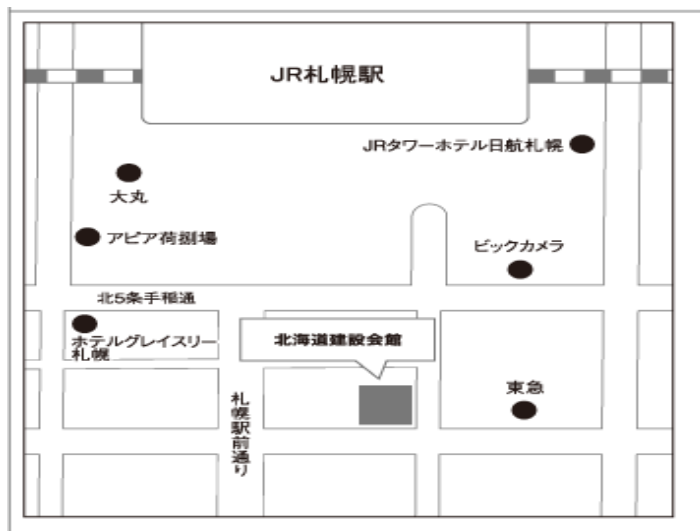 JR札幌駅
JRタワーホテル日航札幌
大丸
アピア荷捌場
ビックカメラ
北5条手稲通
ホテルグレイスリー
札幌
北海道建設会館
東急
札幌駅前通り